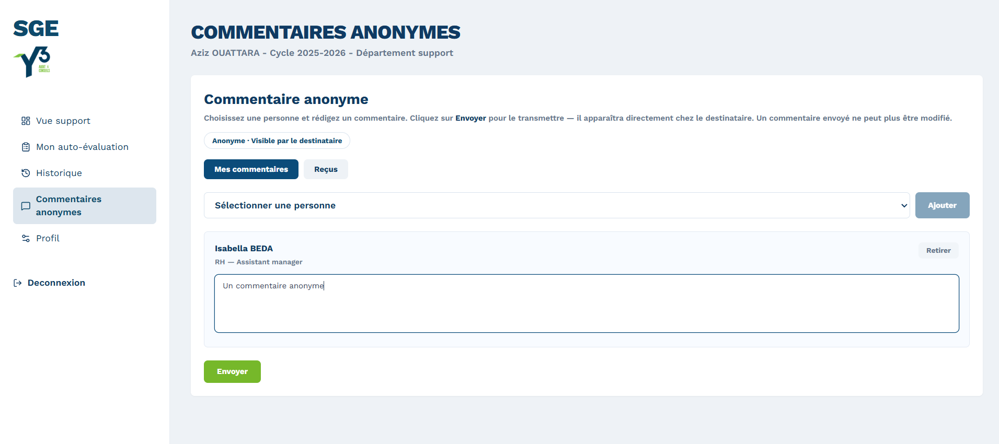 SGE
Y3
AUDIT &
CONSEILS
Vue support
Mon auto-évaluation
Historique
Commentaires
anonymes
Profil
Deconnexion
COMMENTAIRES ANONYMES
Aziz OUATTARA - Cycle 2025-2026 - Département support
Commentaire anonyme
Choisissez une personne et rédigez un commentaire. Cliquez sur Envoyer pour le transmettre — il apparaîtra directement chez le destinataire. Un commentaire envoyé ne peut plus être modifié.
Anonyme · Visible par le destinataire
Mes commentaires
Reçus
Sélectionner une personne
Ajouter
Isabella BEDA
Retirer
RH — Assistant manager
Un commentaire anonyme
Envoyer